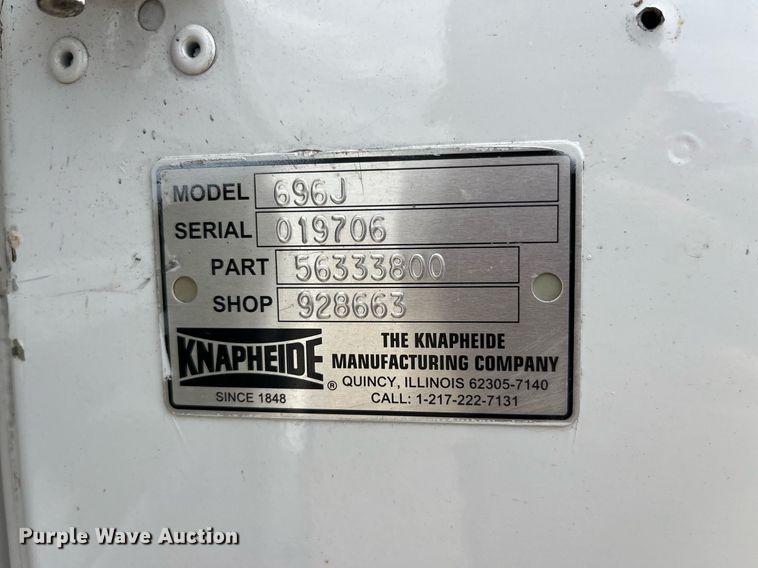 MODEL 696J
SERIAL 019706
PART 56333800
SHOP 928663
KNAPHEIDE ®
SINCE 1848
THE KNAPHEIDE
MANUFACTURING COMPANY
QUINCY, ILLINOIS 62305-7140
CALL: 1-217-222-7131
Purple Wave Auction